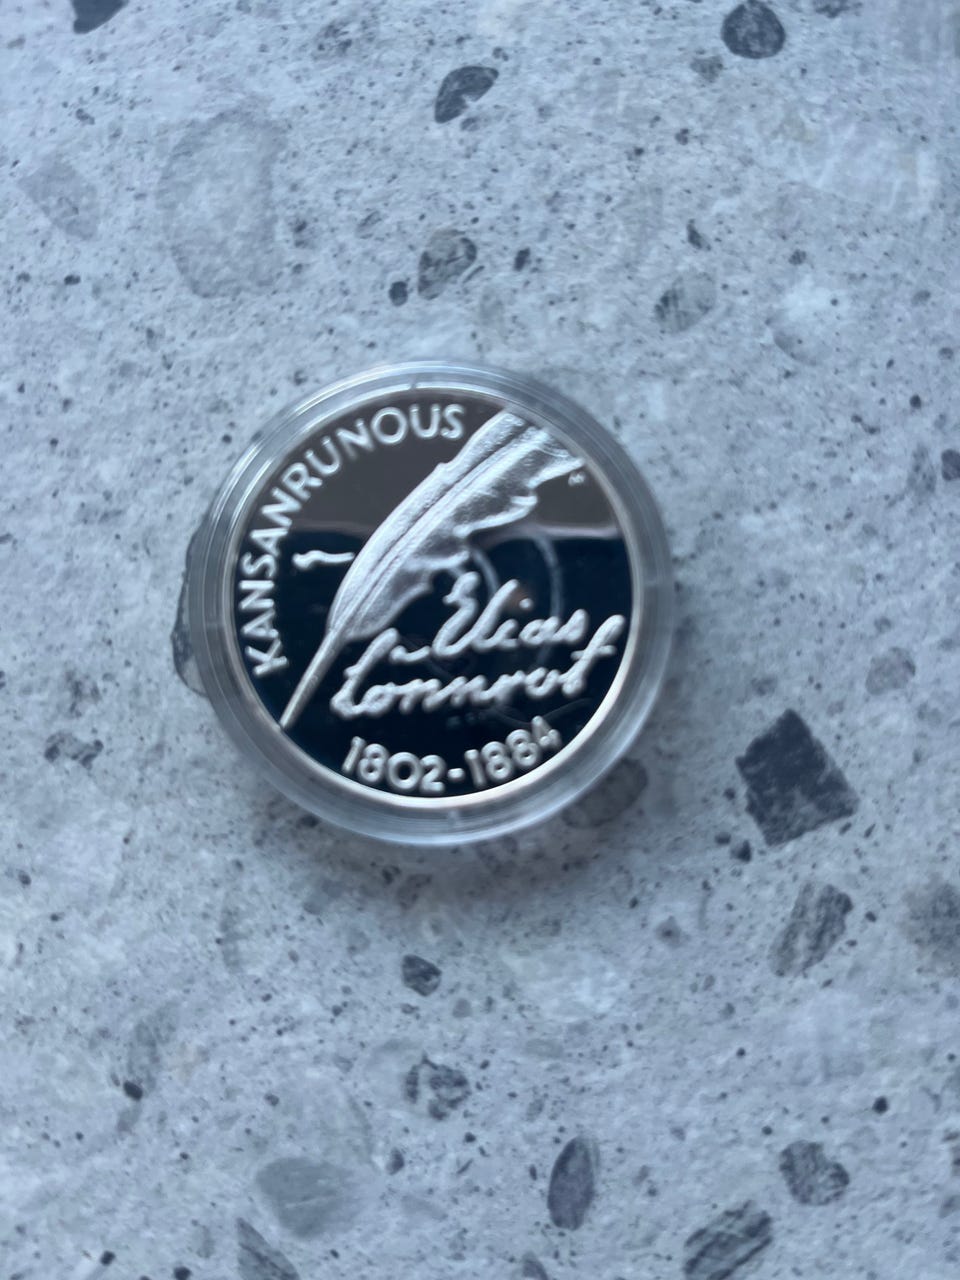 KANSANRUNOUS
Elias
Lönnrot
1802-1884